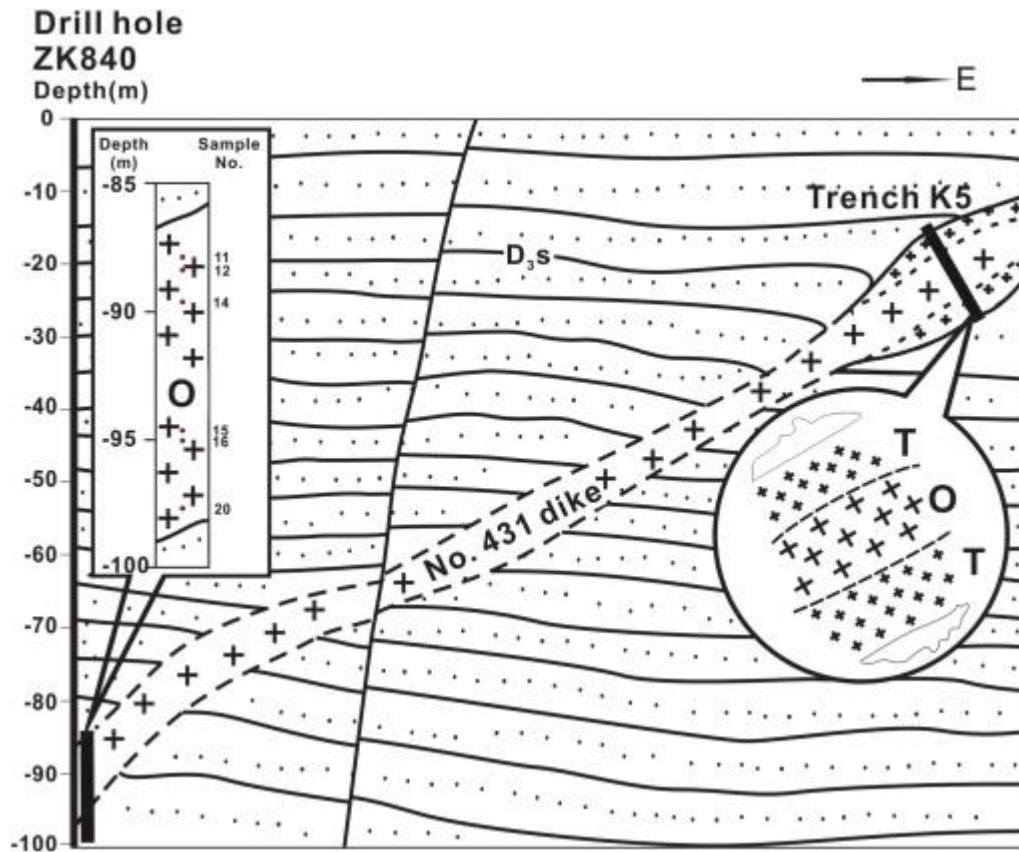 Drill hole
ZK840
Depth(m)
E
0
-10
-20
-30
-40
-50
-60
-70
-80
-90
-100
Depth
(m)
Sample
No.
-85
-90
-95
-100
11
12
14
15
16
20
O
Trench K5
D₃s
No. 431 dike
T
O
T